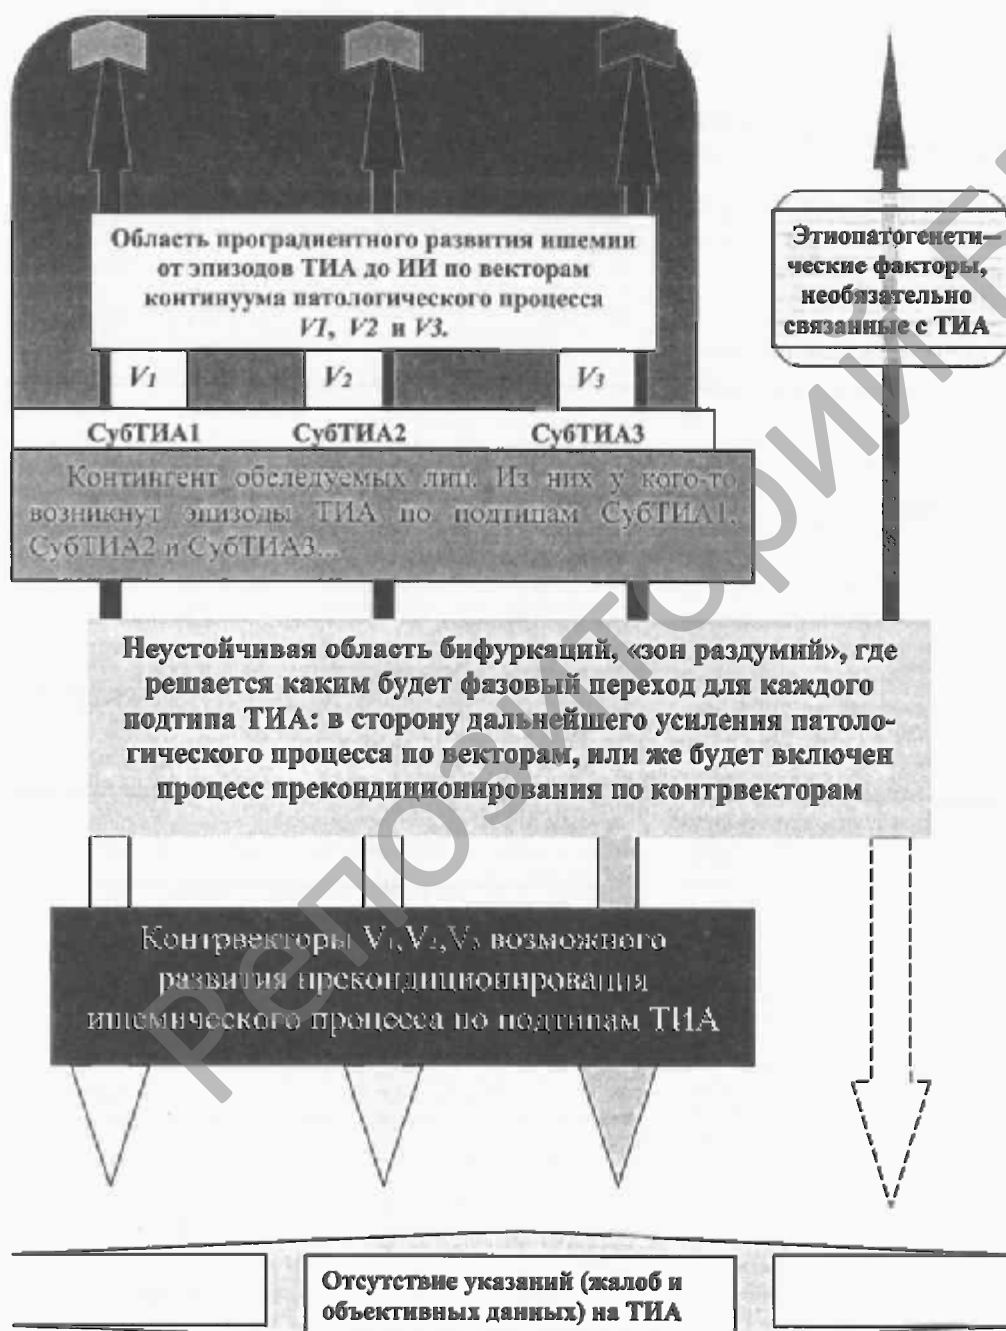 Область проградиентного развития ишемии
от эпизодов ТИА до ИИ по векторам
континуума патологического процесса
V1, V2 и V3.
Этиопатогенети–
ческие факторы,
необязательно
связанные с ТИА
V1 V2 V3
СубТИА1 СубТИА2 СубТИА3
Контингент обследуемых лиц. Из них у кого-то
возникнут эпизоды ТИА по подтипам СубТИА1,
СубТИА2 и СубТИА3...
Неустойчивая область бифуркаций, «зон раздумий», где
решается каким будет фазовый переход для каждого
подтипа ТИА: в сторону дальнейшего усиления патоло-
гического процесса по векторам, или же будет включен
процесс прекондиционирования по контрвекторам
Контрвекторы V1,V2,V3 возможного
развития прекондиционирования
ишемического процесса по подтипам ТИА
Отсутствие указаний (жалоб и
объективных данных) на ТИА
Репозиторий